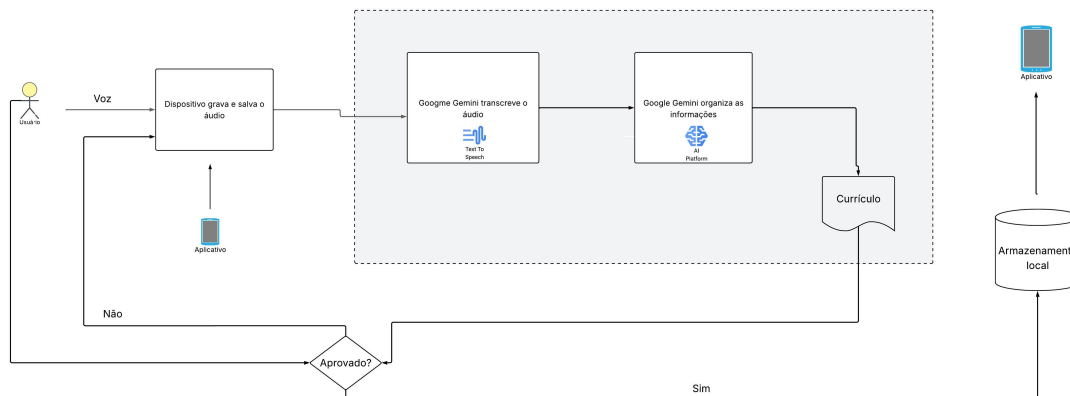 Usuário
Voz
Dispositivo grava e salva o
áudio
Aplicativo
Googme Gemini transcreve o
áudio
Text To
Speech
Google Gemini organiza as
informações
AI
Platform
Currículo
Aplicativo
Armazenament
local
Não
Aprovado?
Sim